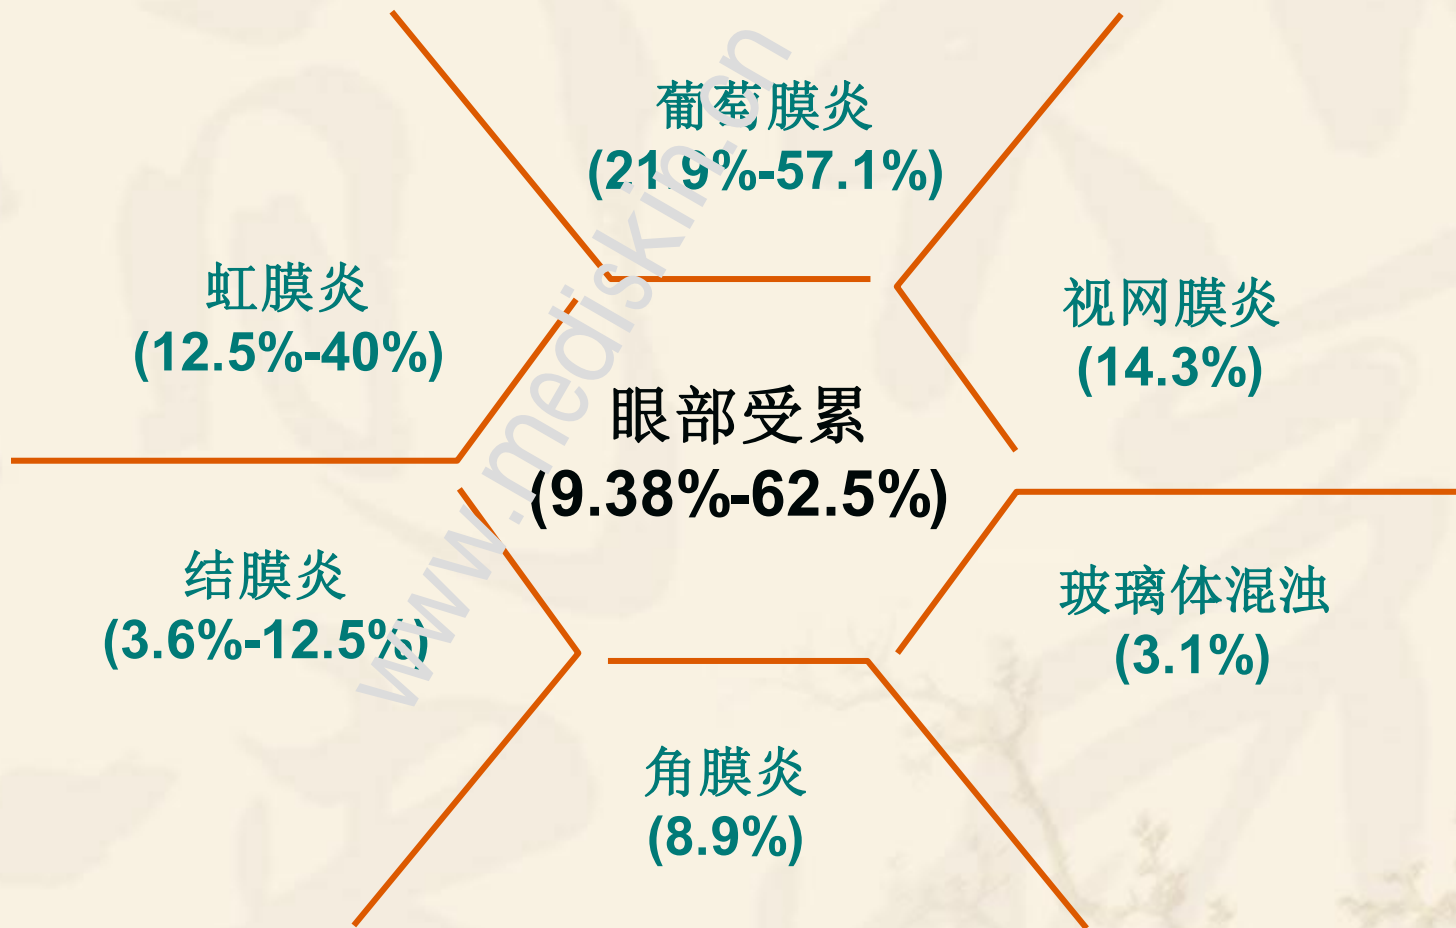 葡萄膜炎
(21.9%-57.1%)
虹膜炎
(12.5%-40%)
视网膜炎
(14.3%)
眼部受累
(9.38%-62.5%)
结膜炎
(3.6%-12.5%)
玻璃体混浊
(3.1%)
角膜炎
(8.9%)
www.mediskin.cn